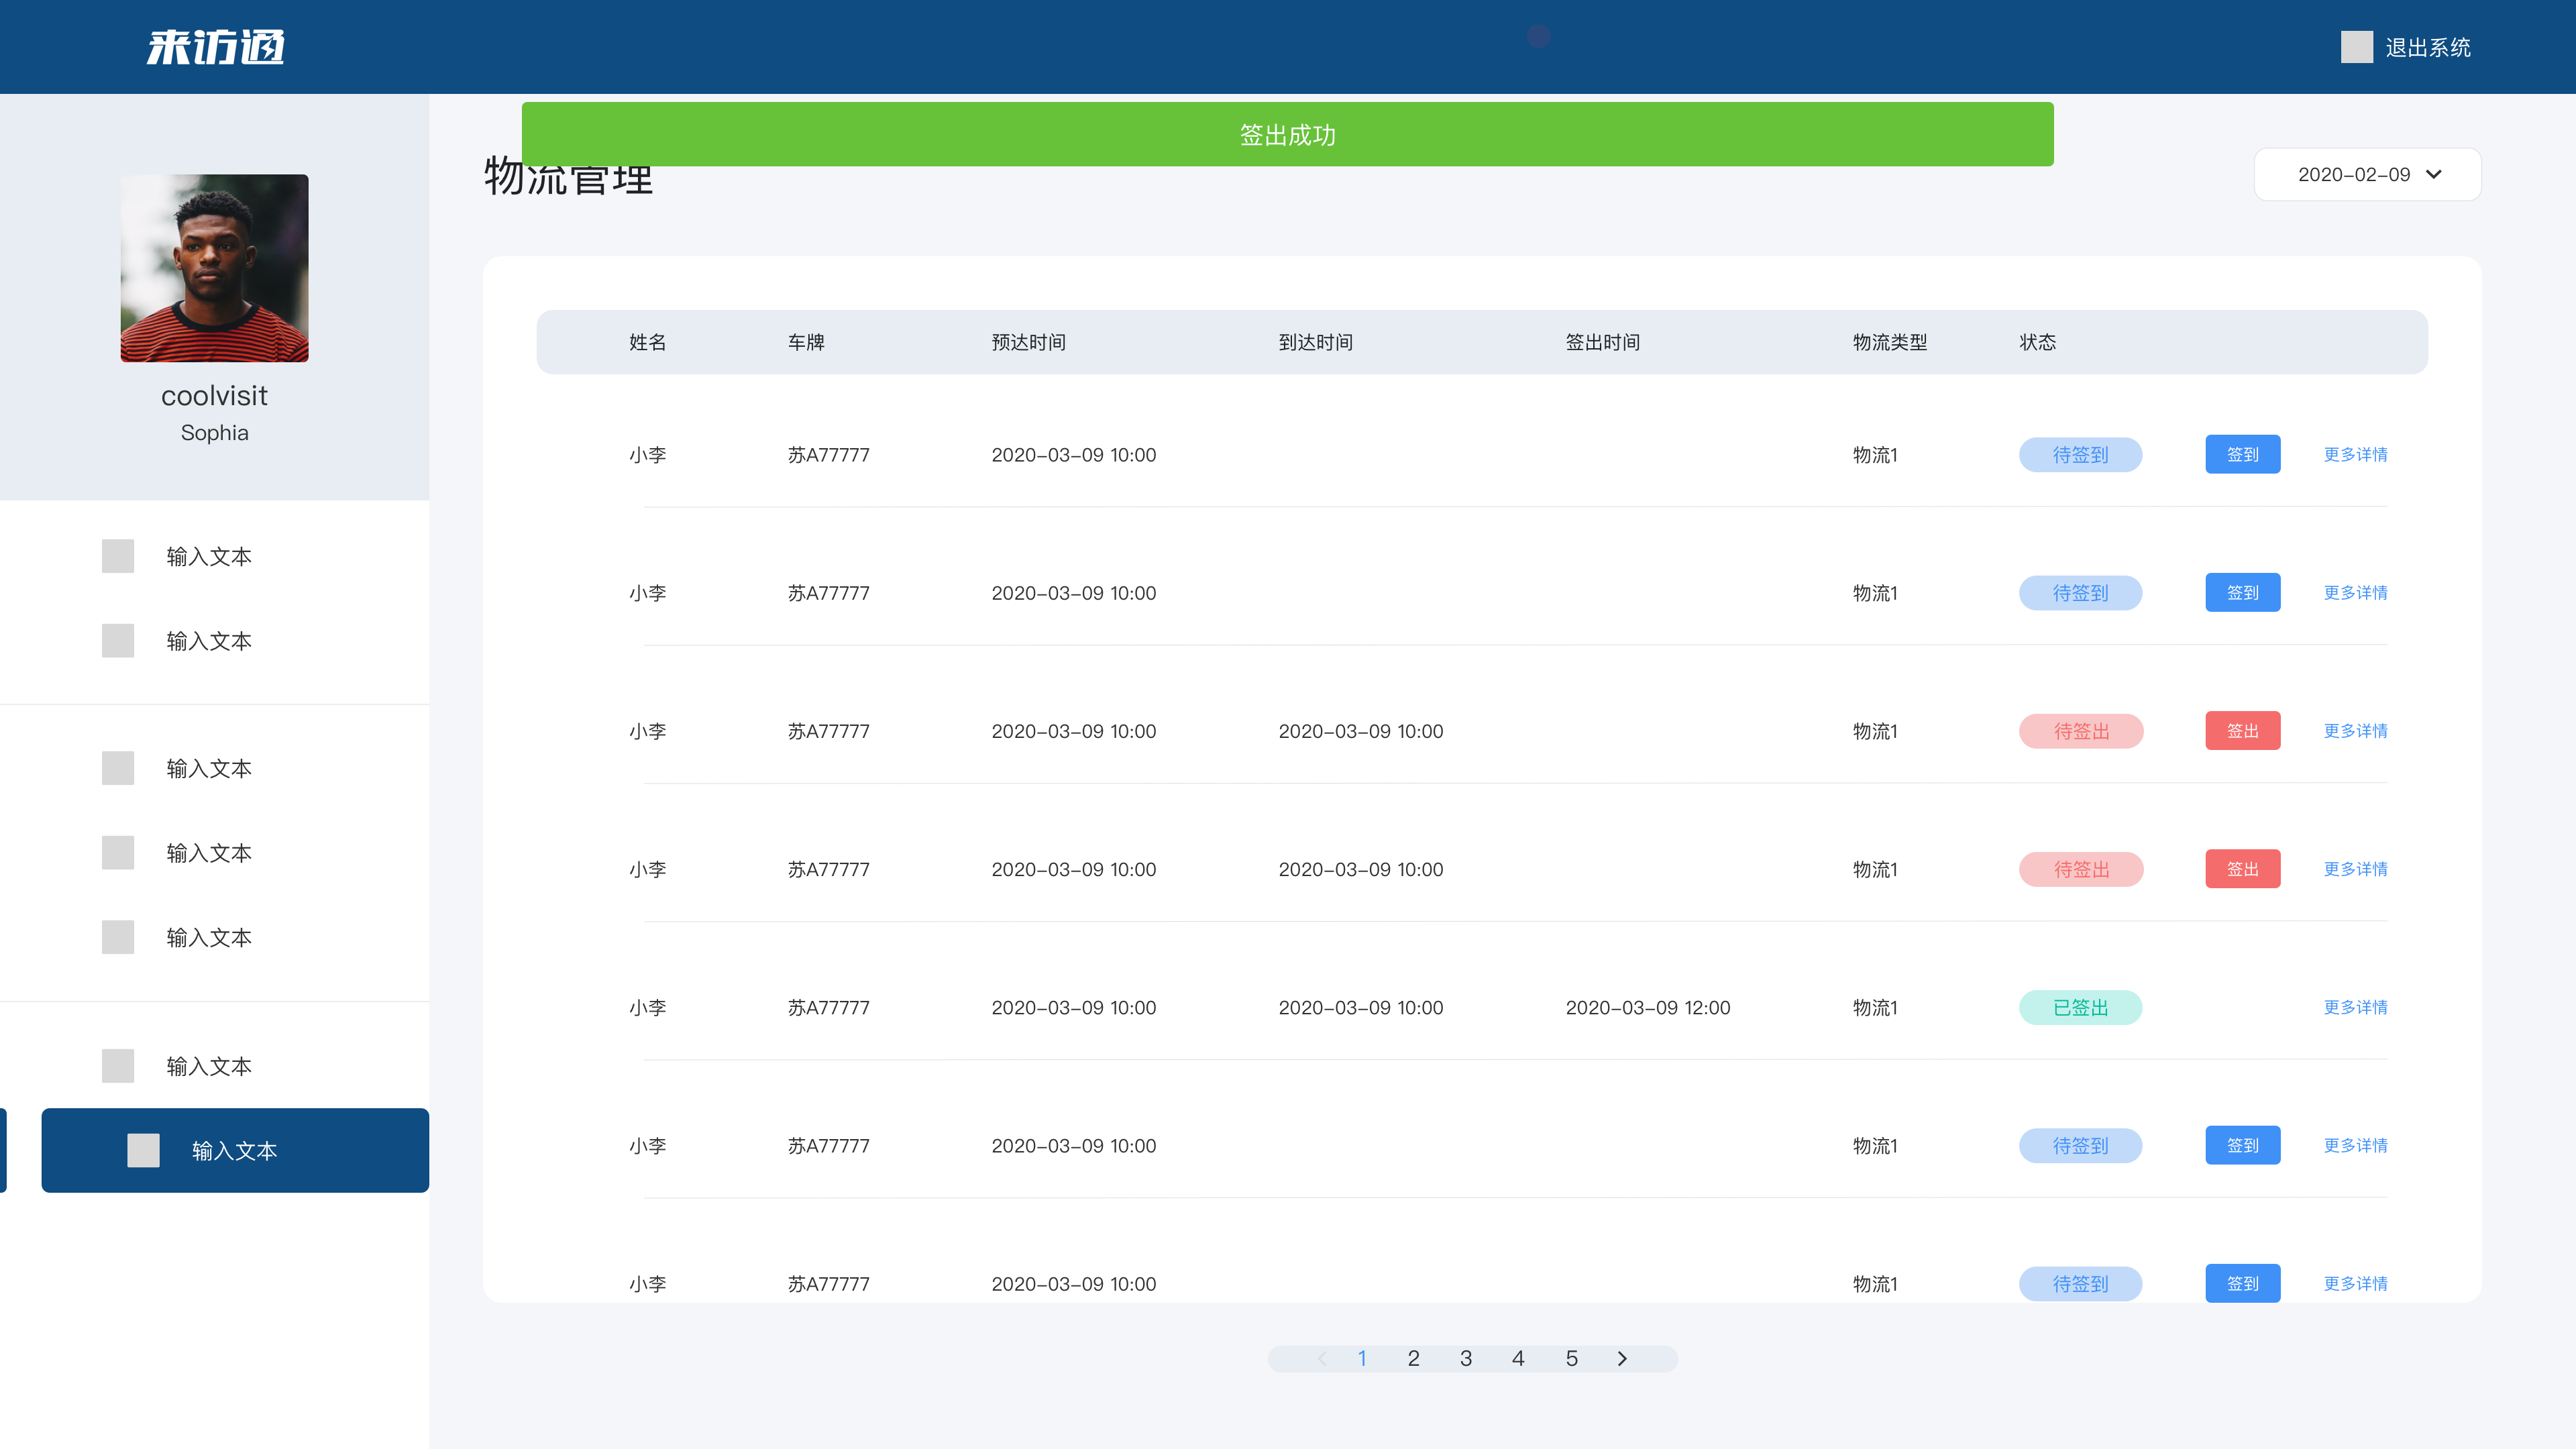 来访通
退出系统
签出成功
物流管理
2020-02-09
coolvisit
Sophia
输入文本
输入文本
输入文本
输入文本
输入文本
输入文本
输入文本
姓名 车牌 预达时间 到达时间 签出时间 物流类型 状态
小李 苏A77777 2020-03-09 10:00 物流1 待签到 签到 更多详情
小李 苏A77777 2020-03-09 10:00 物流1 待签到 签到 更多详情
小李 苏A77777 2020-03-09 10:00 2020-03-09 10:00 物流1 待签出 签出 更多详情
小李 苏A77777 2020-03-09 10:00 2020-03-09 10:00 物流1 待签出 签出 更多详情
小李 苏A77777 2020-03-09 10:00 2020-03-09 10:00 2020-03-09 12:00 物流1 已签出 更多详情
小李 苏A77777 2020-03-09 10:00 物流1 待签到 签到 更多详情
小李 苏A77777 2020-03-09 10:00 物流1 待签到 签到 更多详情
1 2 3 4 5